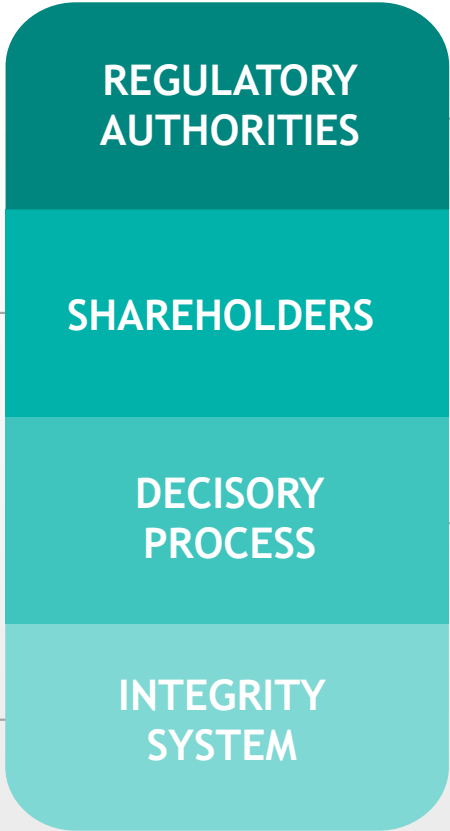 REGULATORY
AUTHORITIES
SHAREHOLDERS
DECISORY
PROCESS
INTEGRITY
SYSTEM